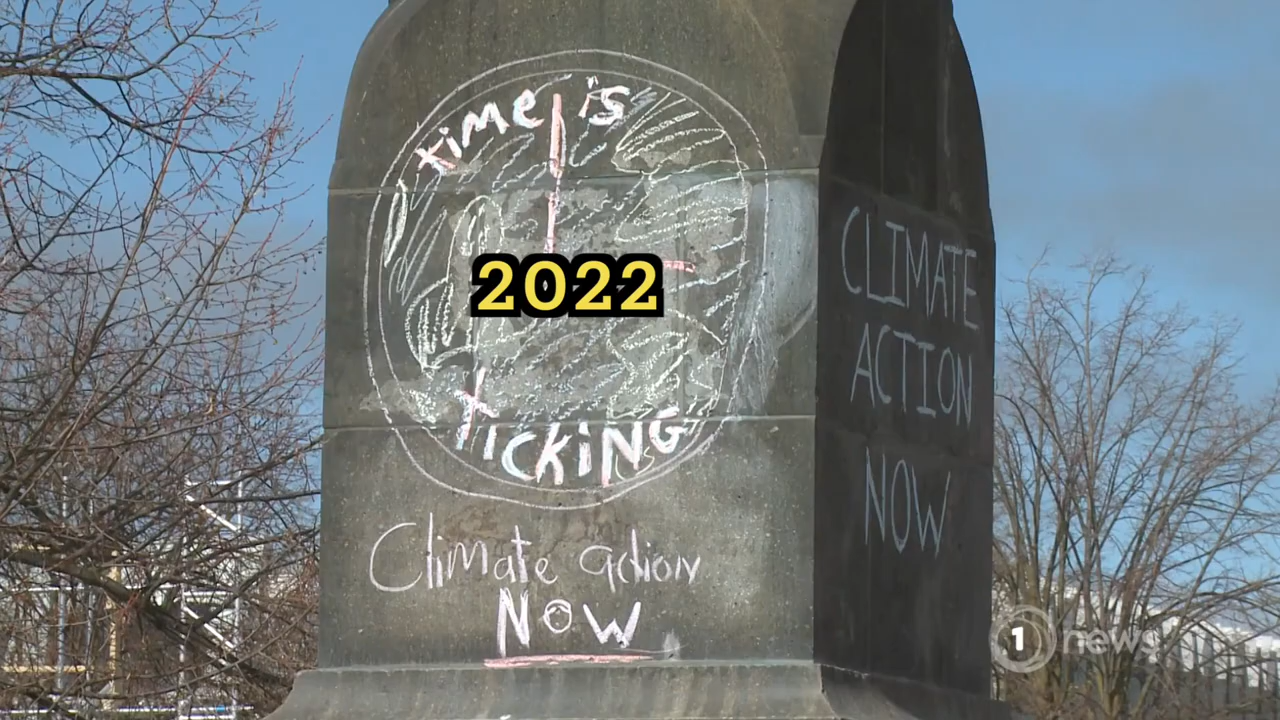 time is
2022
ticking
Climate action
Now
CLIMATE
ACTION
NOW
1 news